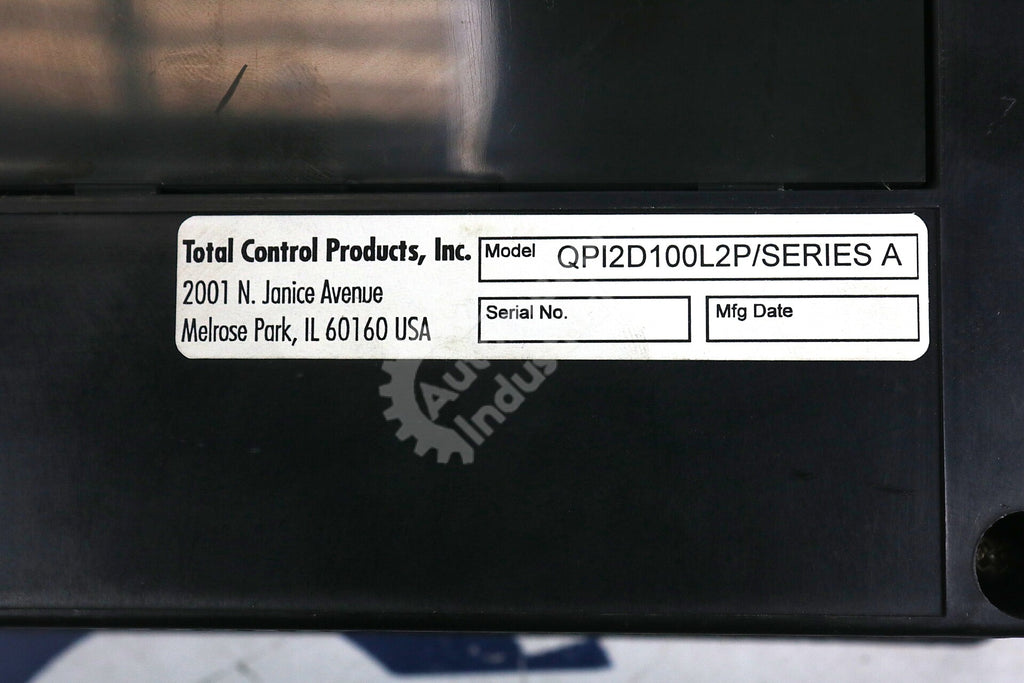 Total Control Products, Inc.
2001 N. Janice Avenue
Melrose Park, IL 60160 USA
Model QPI2D100L2P/SERIES A
Serial No.
Mfg Date